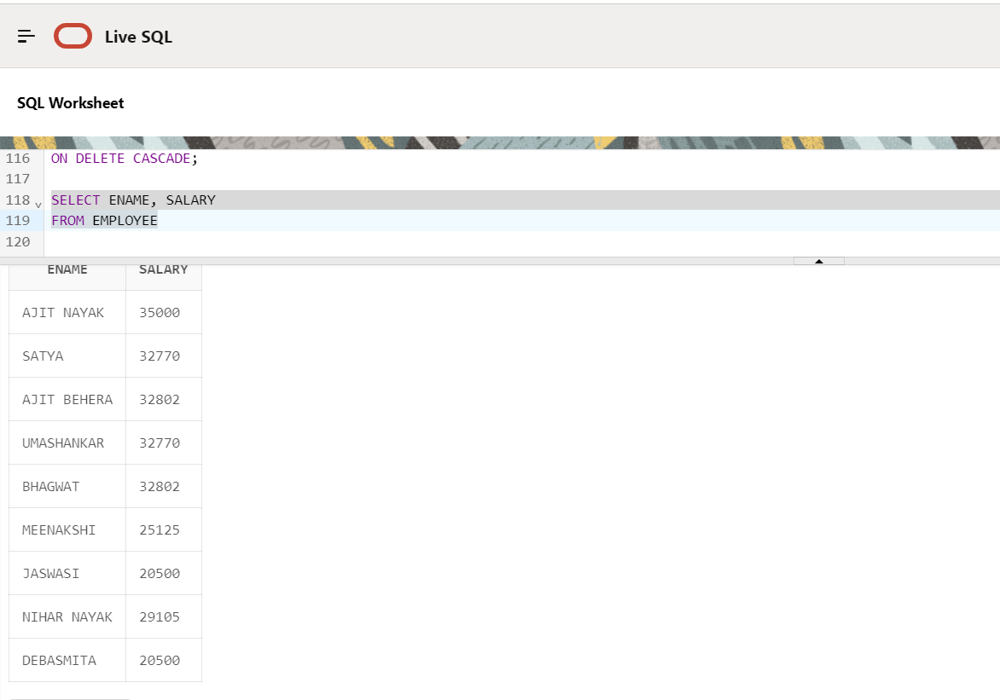 Live SQL
SQL Worksheet
116 ON DELETE CASCADE;
117
118 SELECT ENAME, SALARY
119 FROM EMPLOYEE
120
ENAME SALARY
AJIT NAYAK 35000
SATYA 32770
AJIT BEHERA 32802
UMASHANKAR 32770
BHAGWAT 32802
MEENAKSHI 25125
JASWASI 20500
NIHAR NAYAK 29105
DEBASMITA 20500